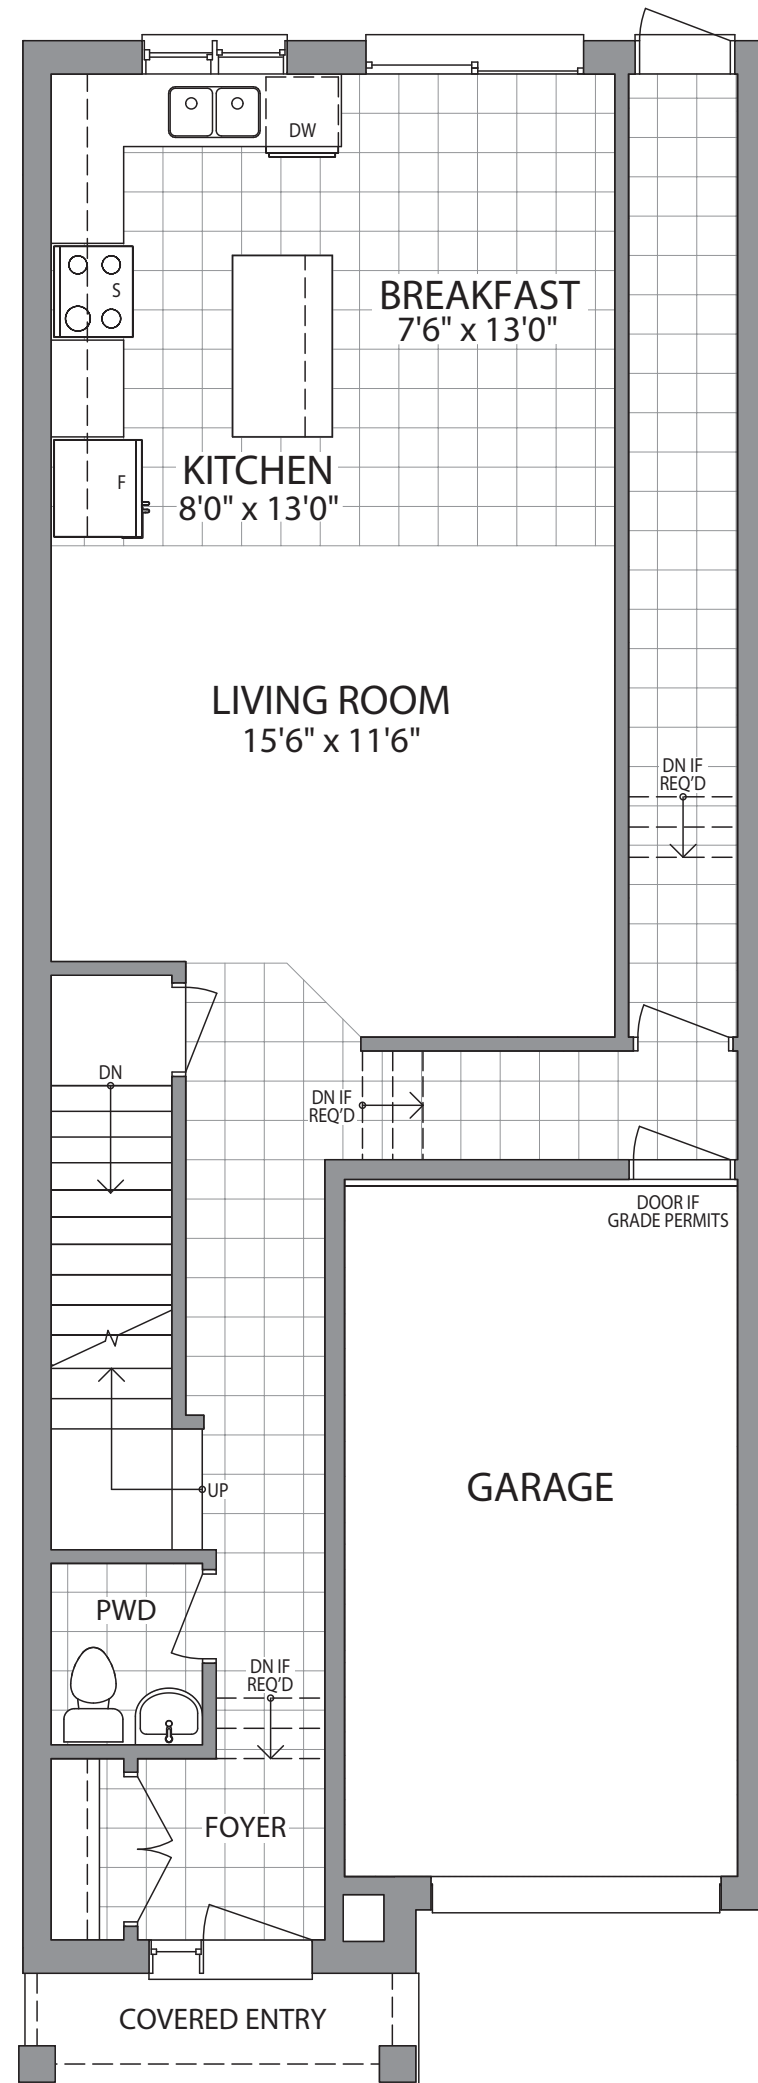 DW
S
BREAKFAST
7'6" x 13'0"
F
KITCHEN
8'0" x 13'0"
LIVING ROOM
15'6" x 11'6"
DN IF
REQ'D
DN
DN IF
REQ'D
DOOR IF
GRADE PERMITS
GARAGE
UP
PWD
DN IF
REQ'D
FOYER
COVERED ENTRY